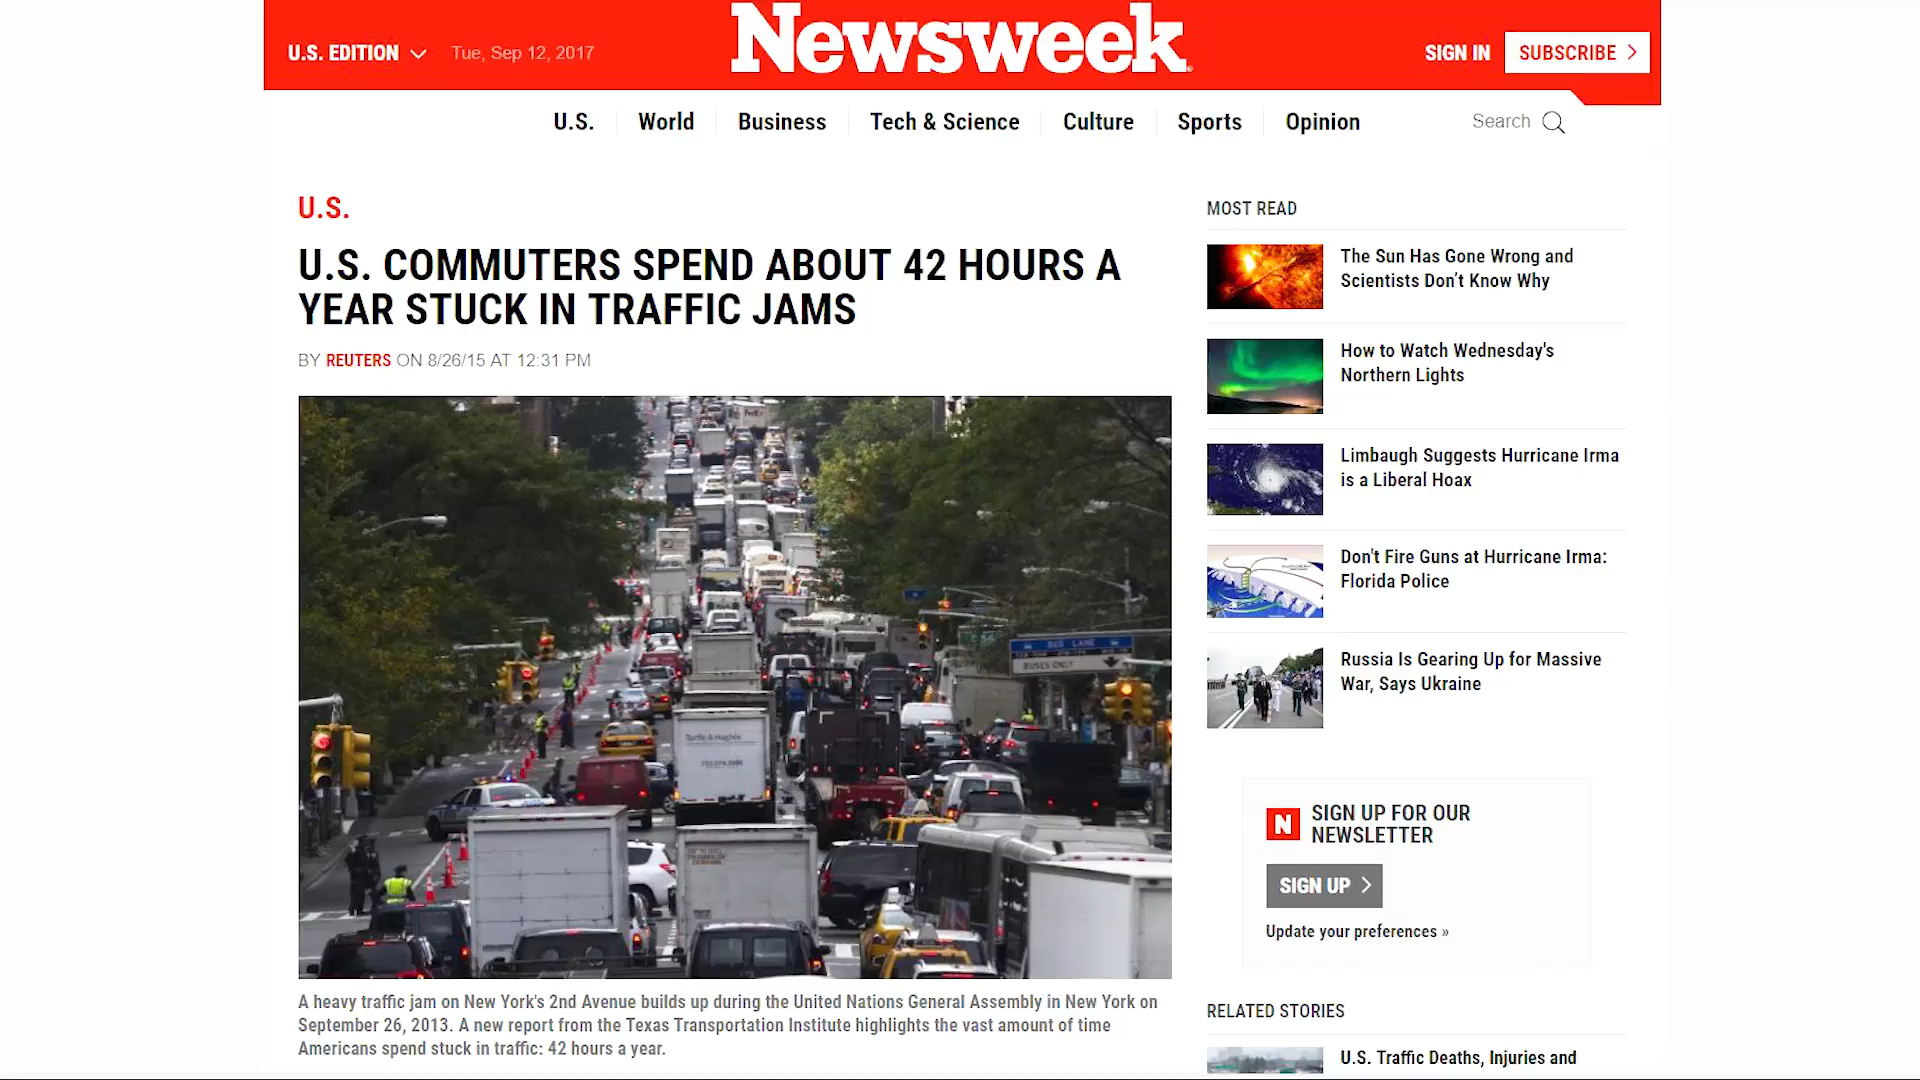 U.S. EDITION
Tue, Sep 12, 2017
Newsweek
SIGN IN
SUBSCRIBE
U.S.
World
Business
Tech & Science
Culture
Sports
Opinion
Search
U.S.
U.S. COMMUTERS SPEND ABOUT 42 HOURS A
YEAR STUCK IN TRAFFIC JAMS
BY REUTERS ON 8/26/15 AT 12:31 PM
FedEx
BUS LANE
BUSES ONLY
A heavy traffic jam on New York's 2nd Avenue builds up during the United Nations General Assembly in New York on
September 26, 2013. A new report from the Texas Transportation Institute highlights the vast amount of time
Americans spend stuck in traffic: 42 hours a year.
MOST READ
The Sun Has Gone Wrong and
Scientists Don't Know Why
How to Watch Wednesday's
Northern Lights
Limbaugh Suggests Hurricane Irma
is a Liberal Hoax
Don't Fire Guns at Hurricane Irma:
Florida Police
Russia Is Gearing Up for Massive
War, Says Ukraine
N
SIGN UP FOR OUR
NEWSLETTER
SIGN UP
Update your preferences »
RELATED STORIES
U.S. Traffic Deaths, Injuries and